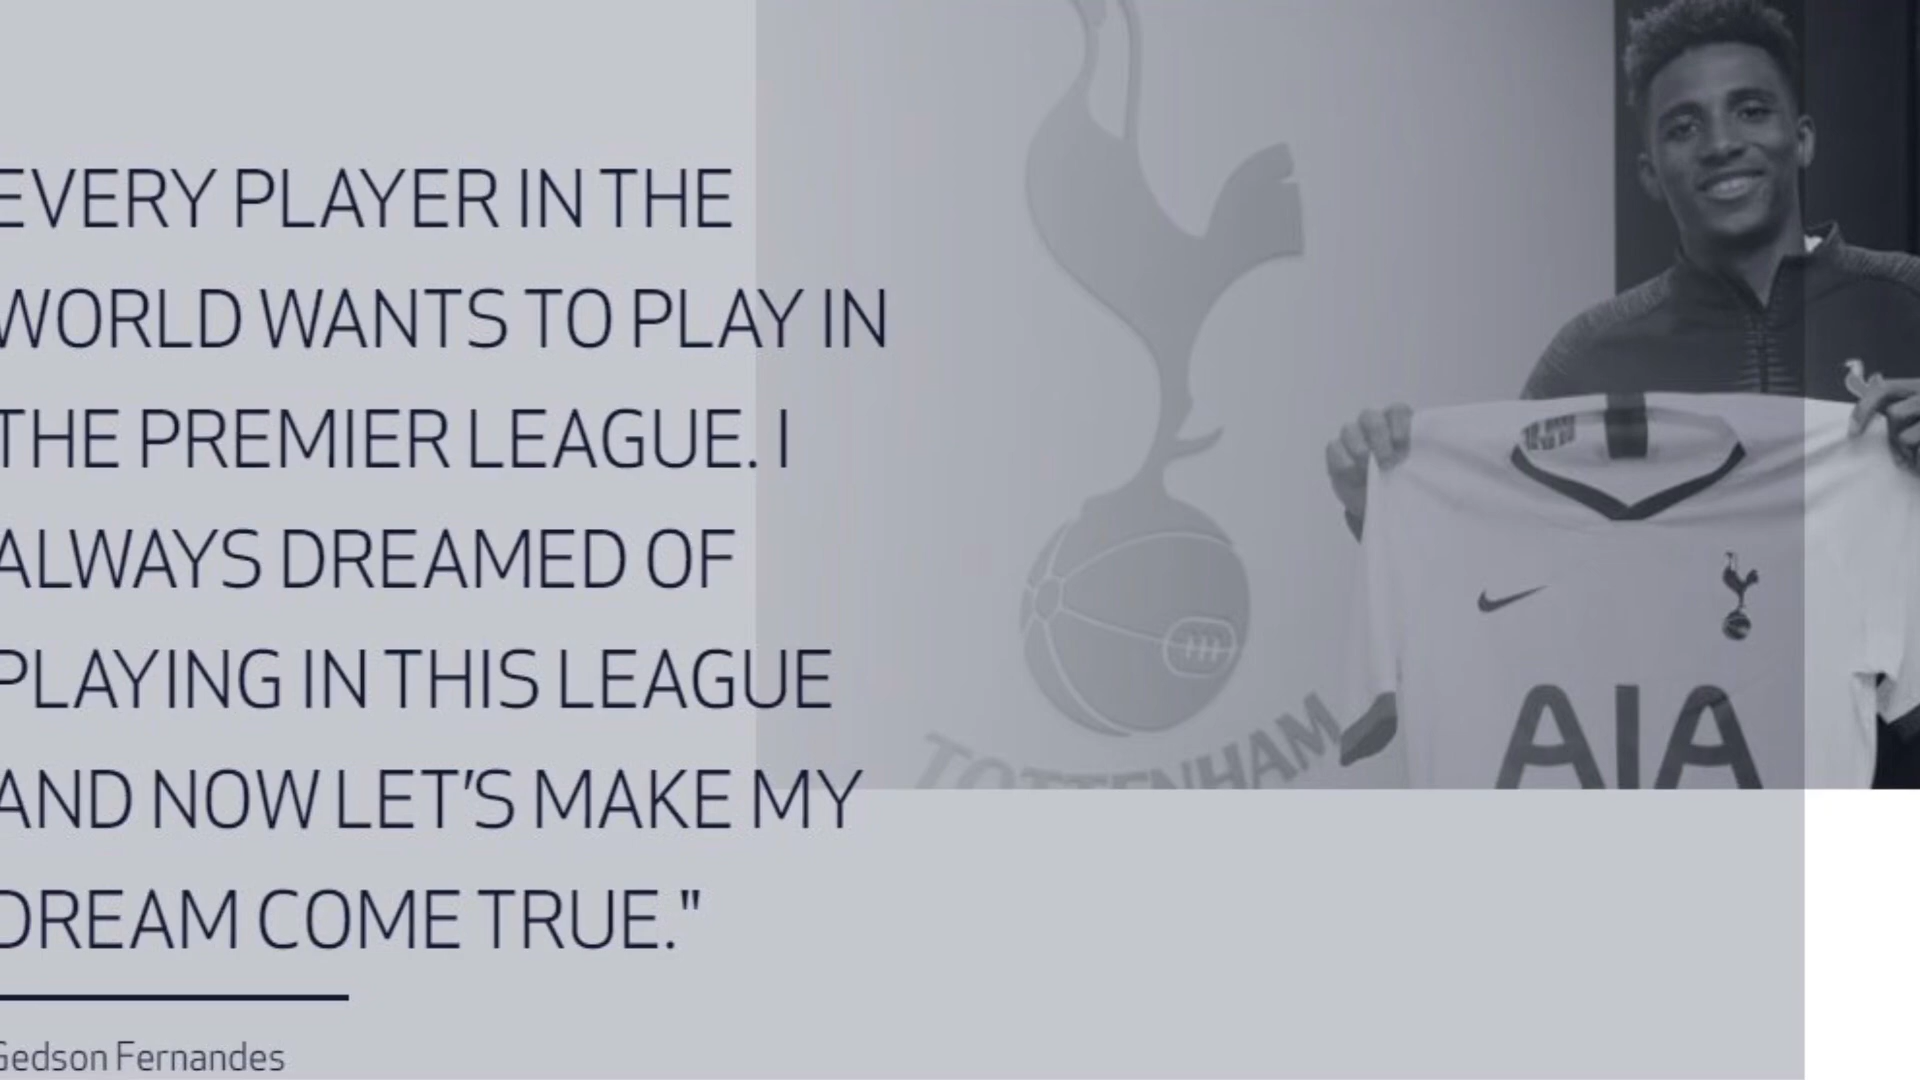 EVERY PLAYER IN THE
WORLD WANTS TO PLAY IN
THE PREMIER LEAGUE. I
ALWAYS DREAMED OF
PLAYING IN THIS LEAGUE
AND NOW LET'S MAKE MY
DREAM COME TRUE."
Gedson Fernandes
TOTTENHAM
AIA